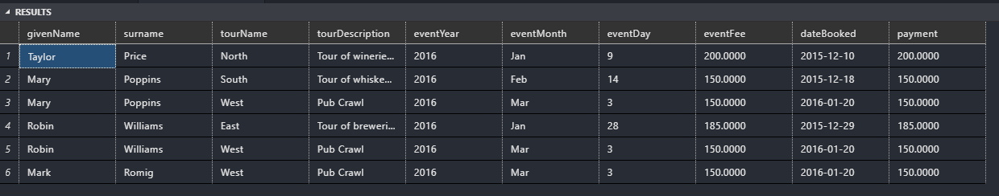 RESULTS
givenName surname tourName tourDescription eventYear eventMonth eventDay eventFee dateBooked payment
1 Taylor Price North Tour of winerie... 2016 Jan 9 200.0000 2015-12-10 200.0000
2 Mary Poppins South Tour of whiske... 2016 Feb 14 150.0000 2015-12-18 150.0000
3 Mary Poppins West Pub Crawl 2016 Mar 3 150.0000 2016-01-20 150.0000
4 Robin Williams East Tour of breweri... 2016 Jan 28 185.0000 2015-12-29 185.0000
5 Robin Williams West Pub Crawl 2016 Mar 3 150.0000 2016-01-20 150.0000
6 Mark Romig West Pub Crawl 2016 Mar 3 150.0000 2016-01-20 150.0000